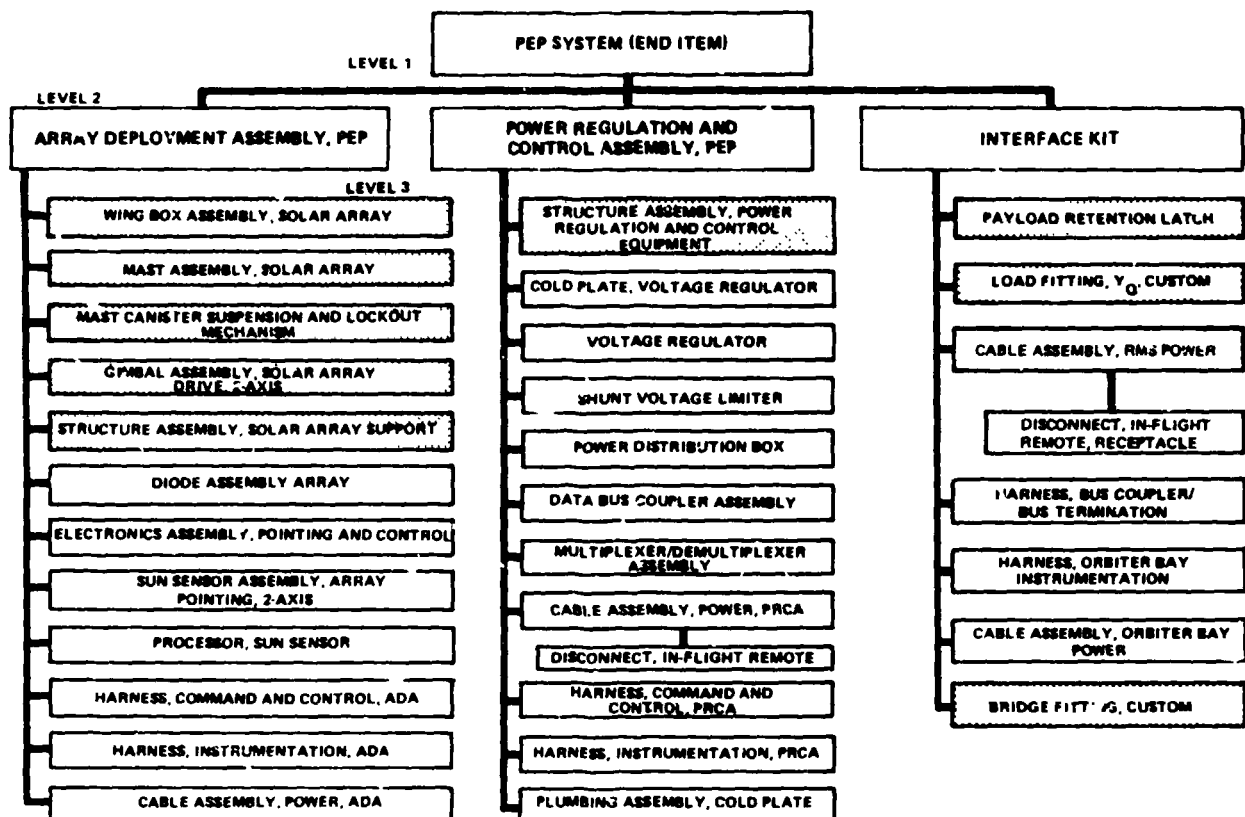 PEP SYSTEM (END ITEM)
LEVEL 1
LEVEL 2
ARRAY DEPLOYMENT ASSEMBLY, PEP
LEVEL 3
WING BOX ASSEMBLY, SOLAR ARRAY
MAST ASSEMBLY, SOLAR ARRAY
MAST CANISTER SUSPENSION AND LOCKOUT
MECHANISM
GIMBAL ASSEMBLY, SOLAR ARRAY
DRIVE, 2-AXIS
STRUCTURE ASSEMBLY, SOLAR ARRAY SUPPORT
DIODE ASSEMBLY ARRAY
ELECTRONICS ASSEMBLY, POINTING AND CONTROL
SUN SENSOR ASSEMBLY, ARRAY
POINTING, 2-AXIS
PROCESSOR, SUN SENSOR
HARNESS, COMMAND AND CONTROL, ADA
HARNESS, INSTRUMENTATION, ADA
CABLE ASSEMBLY, POWER, ADA
POWER REGULATION AND
CONTROL ASSEMBLY, PEP
STRUCTURE ASSEMBLY, POWER
REGULATION AND CONTROL
EQUIPMENT
COLD PLATE, VOLTAGE REGULATOR
VOLTAGE REGULATOR
SHUNT VOLTAGE LIMITER
POWER DISTRIBUTION BOX
DATA BUS COUPLER ASSEMBLY
MULTIPLEXER/DEMULTIPLEXER
ASSEMBLY
CABLE ASSEMBLY, POWER, PRCA
DISCONNECT, IN-FLIGHT REMOTE
HARNESS, COMMAND AND
CONTROL, PRCA
HARNESS, INSTRUMENTATION, PRCA
PLUMBING ASSEMBLY, COLD PLATE
INTERFACE KIT
PAYLOAD RETENTION LATCH
LOAD FITTING, YO, CUSTOM
CABLE ASSEMBLY, RMS POWER
DISCONNECT, IN-FLIGHT
REMOTE, RECEPTACLE
HARNESS, BUS COUPLER/
BUS TERMINATION
HARNESS, ORBITER BAY
INSTRUMENTATION
CABLE ASSEMBLY, ORBITER BAY
POWER
BRIDGE FITTING, CUSTOM